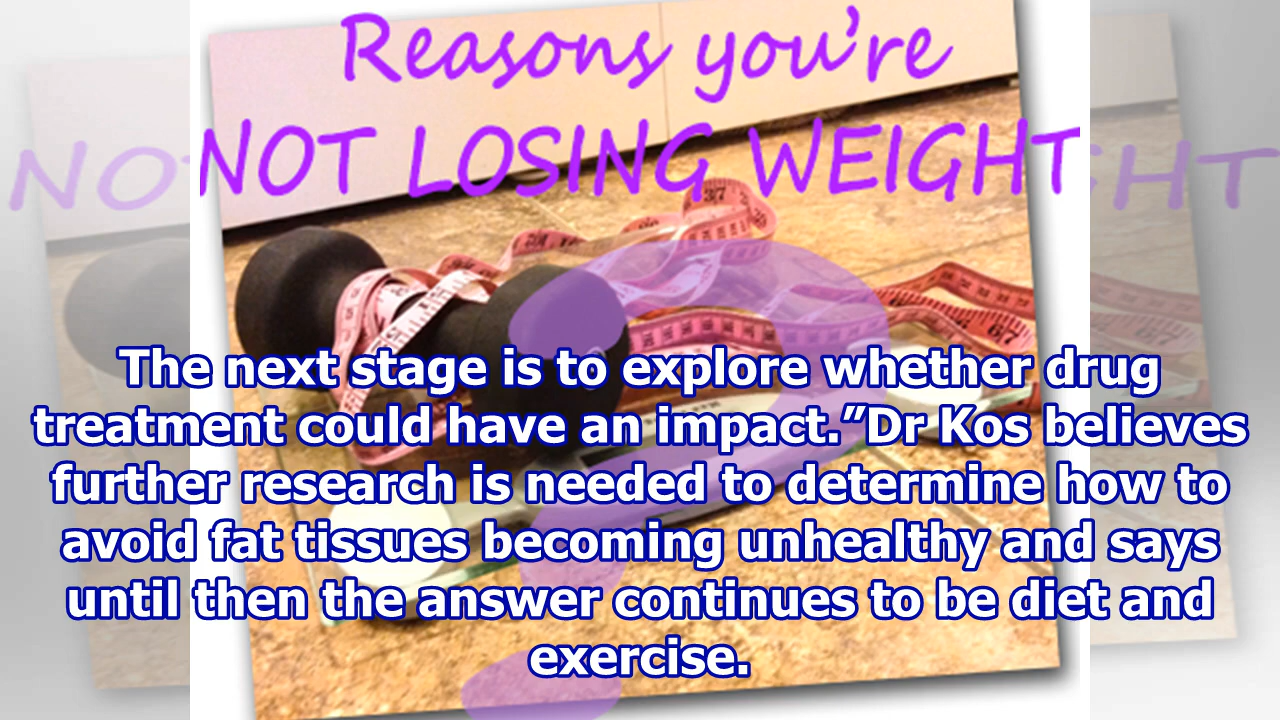 Reasons you're
NOT LOSING WEIGHT
The next stage is to explore whether drug
treatment could have an impact.”Dr Kos believes
further research is needed to determine how to
avoid fat tissues becoming unhealthy and says
until then the answer continues to be diet and
exercise.